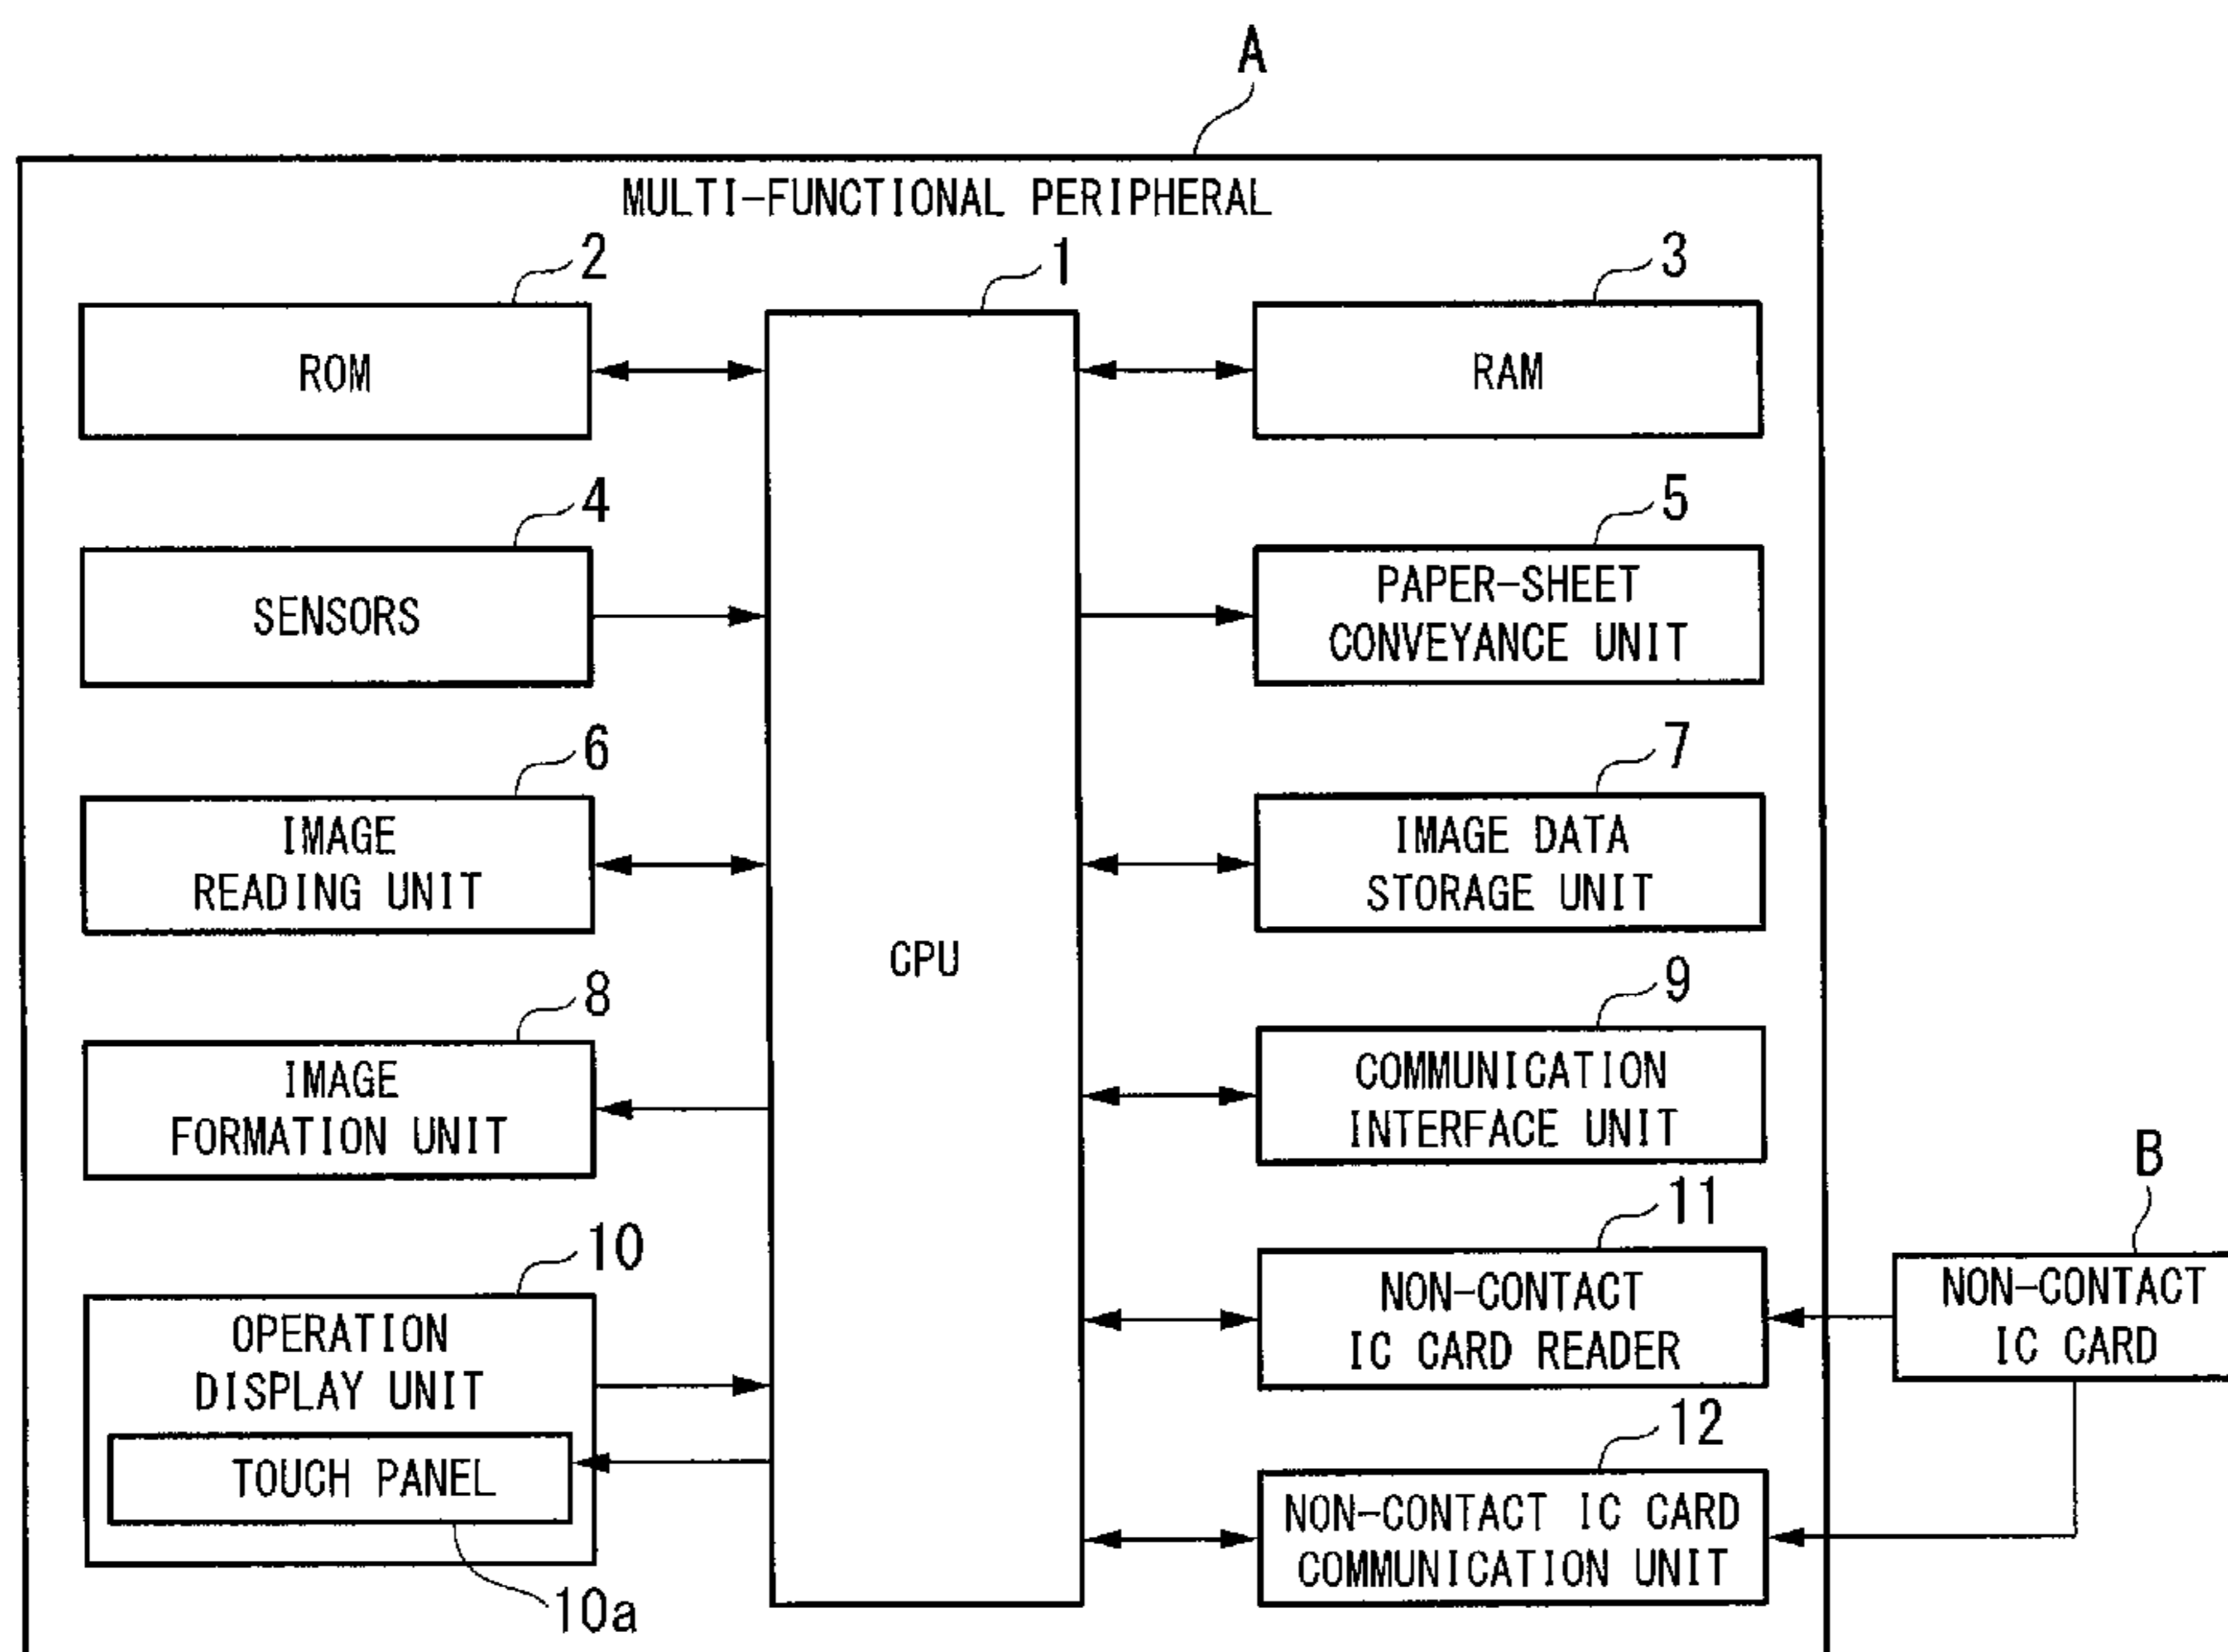 A
MULTI-FUNCTIONAL PERIPHERAL
1
2
3
ROM
RAM
4
5
SENSORS
PAPER-SHEET
CONVEYANCE UNIT
6
7
IMAGE
READING UNIT
IMAGE DATA
STORAGE UNIT
CPU
8
9
IMAGE
FORMATION UNIT
COMMUNICATION
INTERFACE UNIT
10
11
B
OPERATION
DISPLAY UNIT
NON-CONTACT
IC CARD READER
NON-CONTACT
IC CARD
12
TOUCH PANEL
NON-CONTACT IC CARD
COMMUNICATION UNIT
10a